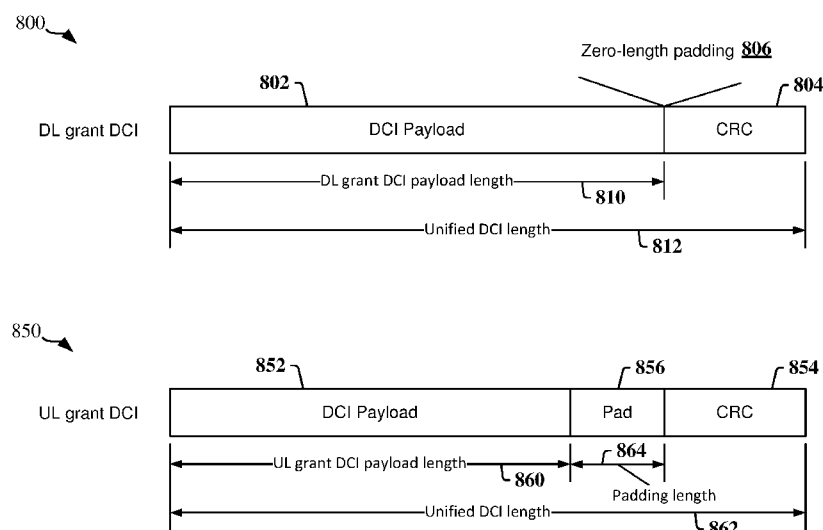 800
Zero-length padding 806
802
804
DL grant DCI
DCI Payload
CRC
DL grant DCI payload length
810
Unified DCI length
812
850
852
856
854
UL grant DCI
DCI Payload
Pad
CRC
UL grant DCI payload length
860
864
Padding length
Unified DCI length
862